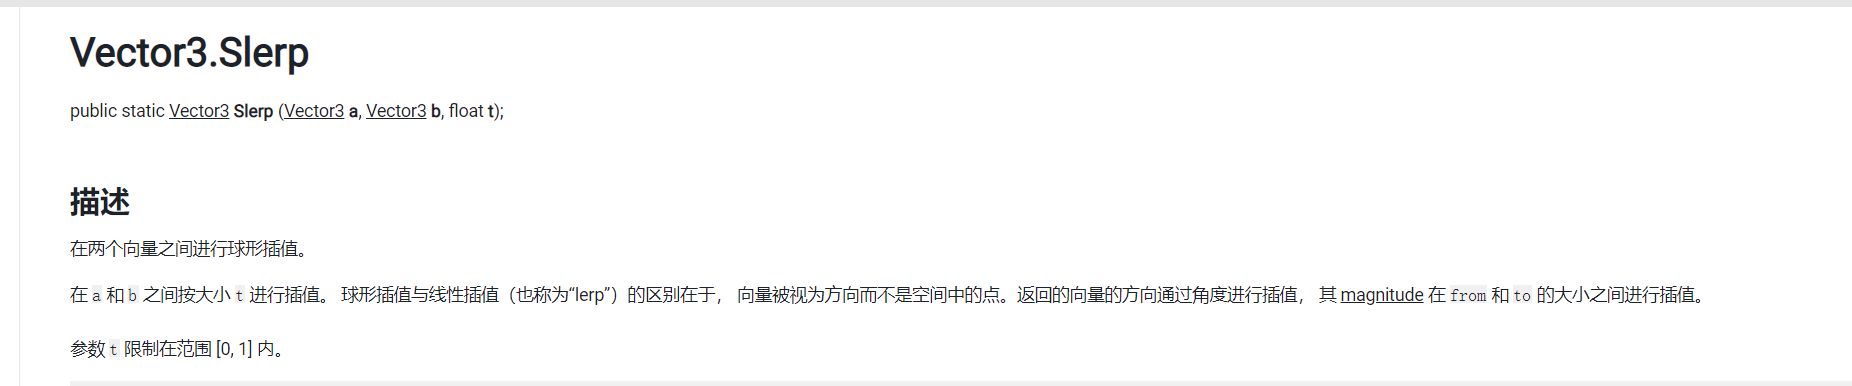 Vector3.Slerp
public static Vector3 Slerp (Vector3 a, Vector3 b, float t);
描述
在两个向量之间进行球形插值。
在 a 和 b 之间按大小 t 进行插值。 球形插值与线性插值（也称为“lerp”）的区别在于， 向量被视为方向而不是空间中的点。返回的向量的方向通过角度进行插值， 其 magnitude 在 from 和 to 的大小之间进行插值。
参数 t 限制在范围 [0, 1] 内。